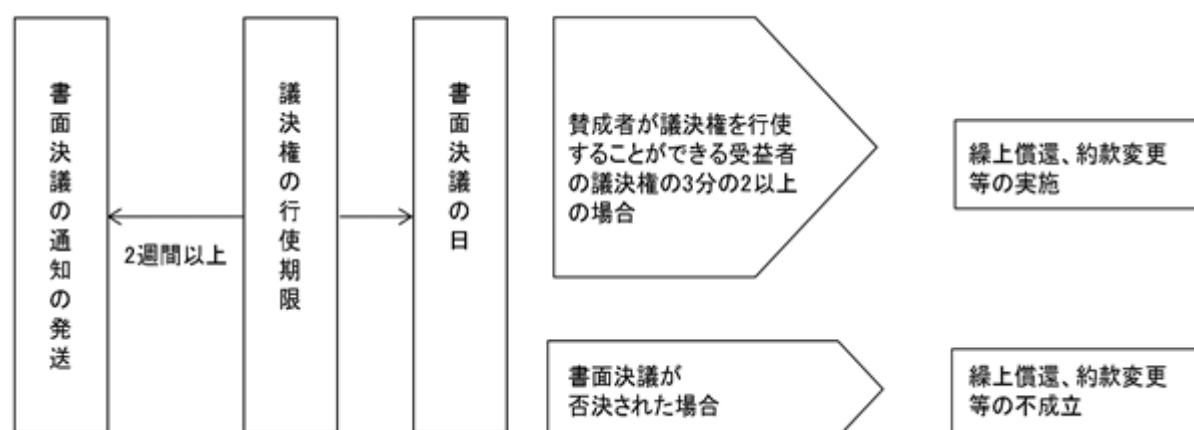 書面決議の通知の発送
2週間以上
議決権の行使期限
書面決議の日
賛成者が議決権を行使
することができる受益者
の議決権の3分の2以上
の場合
繰上償還、約款変更
等の実施
書面決議が
否決された場合
繰上償還、約款変更
等の不成立